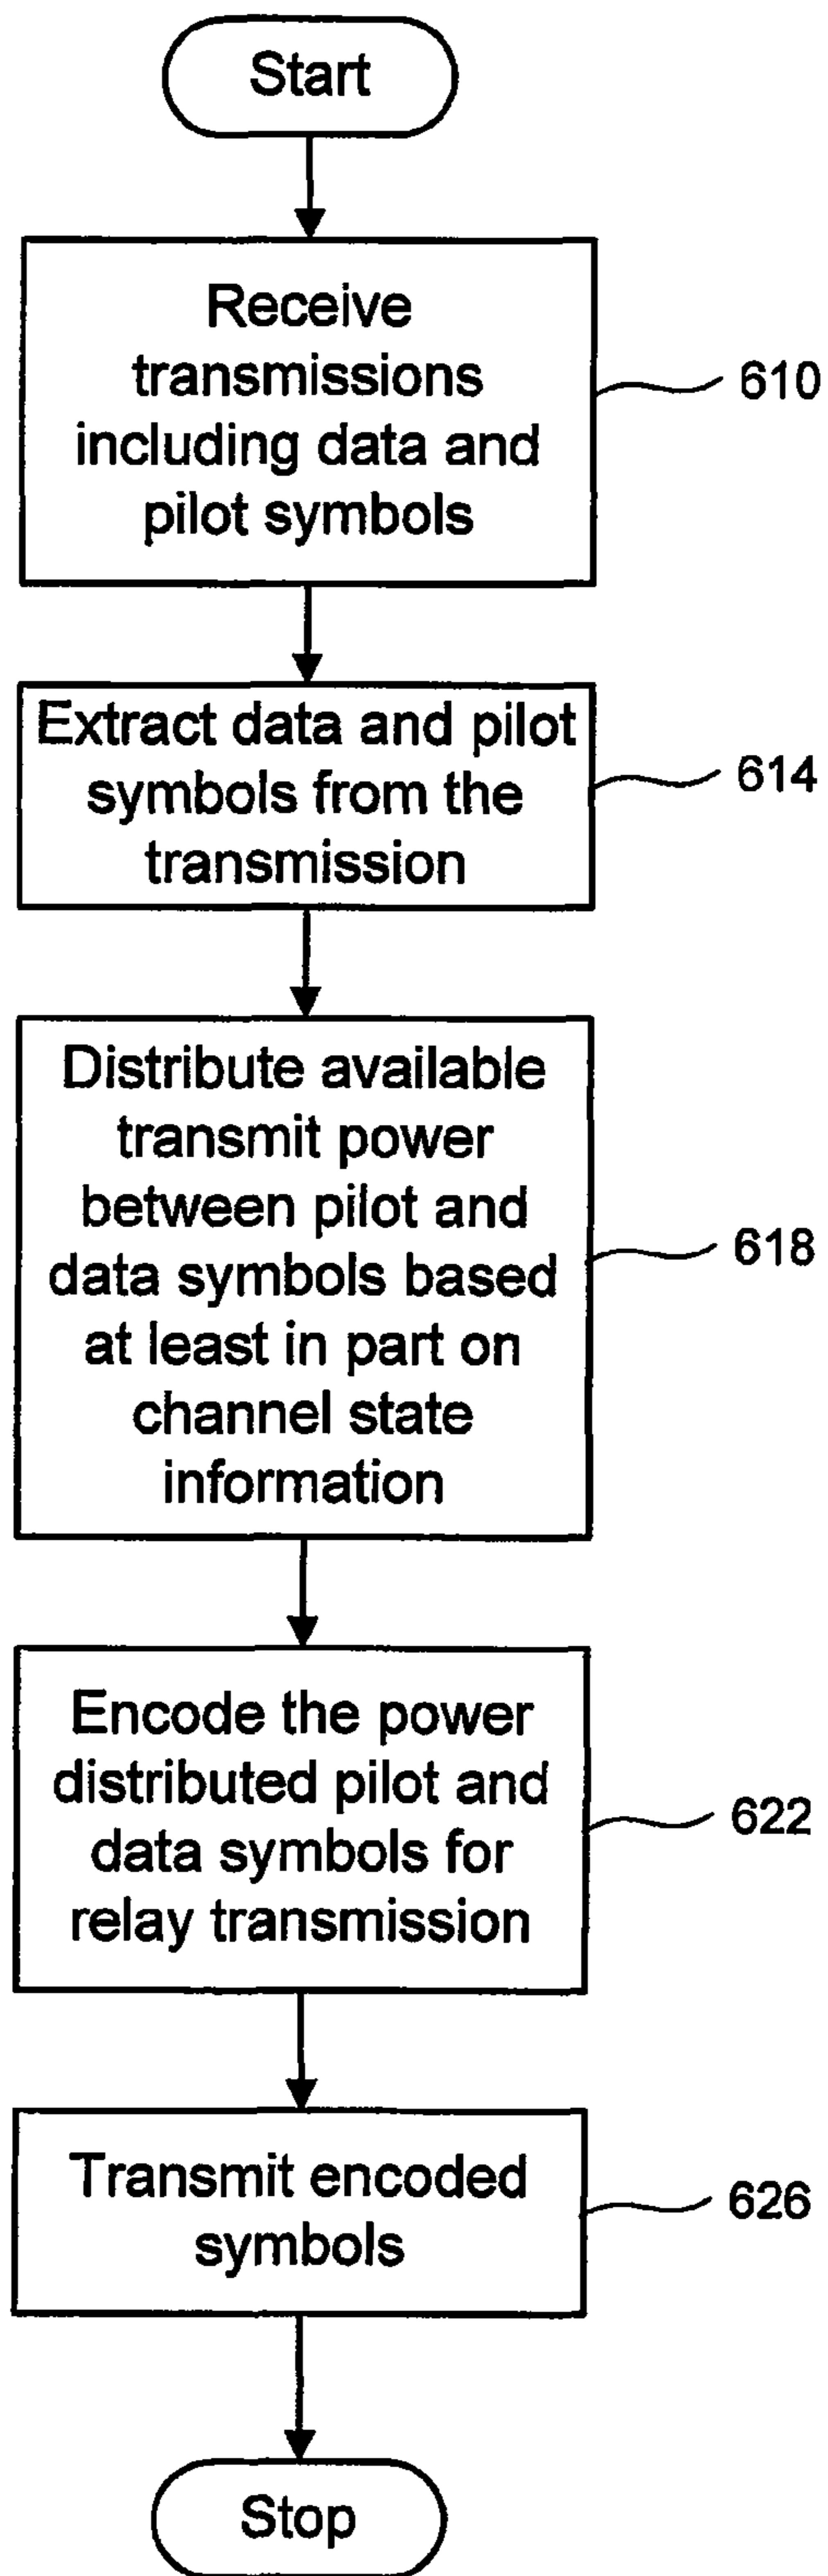 Start
Receive
transmissions
including data and
pilot symbols
610
Extract data and pilot
symbols from the
transmission
614
Distribute available
transmit power
between pilot and
data symbols based
at least in part on
channel state
information
618
Encode the power
distributed pilot and
data symbols for
relay transmission
622
Transmit encoded
symbols
626
Stop